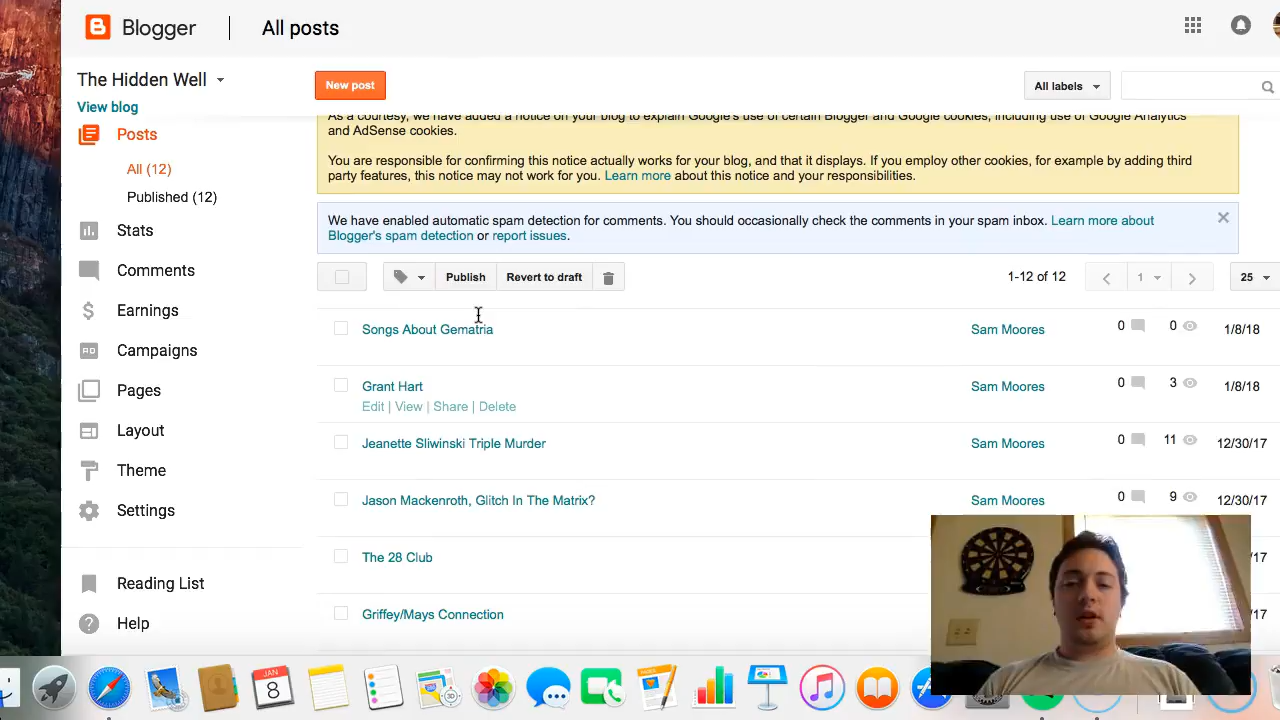 Blogger
All posts
The Hidden Well
View blog
New post
All labels
Posts
All (12)
Published (12)
Stats
Comments
Earnings
Campaigns
Pages
Layout
Theme
Settings
Reading List
Help
As a courtesy, we have added a notice on your blog to explain Google's use of certain Blogger and Google cookies, including use of Google Analytics
and AdSense cookies.
You are responsible for confirming this notice actually works for your blog, and that it displays. If you employ other cookies, for example by adding third
party features, this notice may not work for you. Learn more about this notice and your responsibilities.
We have enabled automatic spam detection for comments. You should occasionally check the comments in your spam inbox. Learn more about
Blogger's spam detection or report issues.
Publish Revert to draft 1-12 of 12 1 25
Songs About Gematria Sam Moores 0 0 1/8/18
Grant Hart Sam Moores 0 3 1/8/18
Edit | View | Share | Delete
Jeanette Sliwinski Triple Murder Sam Moores 0 11 12/30/17
Jason Mackenroth, Glitch In The Matrix? Sam Moores 0 9 12/30/17
The 28 Club /17
Griffey/Mays Connection /17
JAN
8